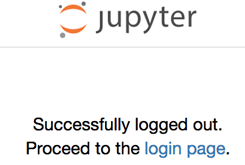 jupyter
Successfully logged out.
Proceed to the login page.